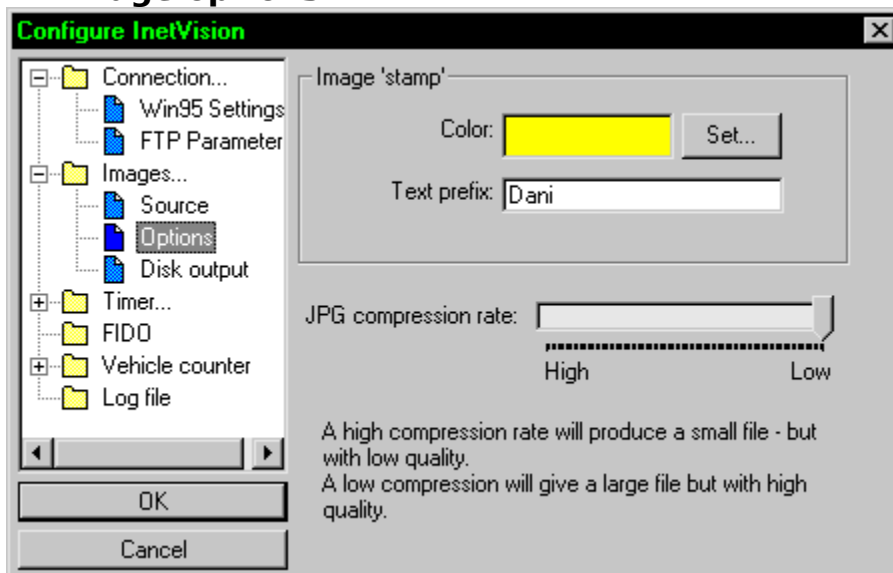 Configure InetVision
Connection...
Win95 Settings
FTP Parameter
Images...
Source
Options
Disk output
Timer...
FIDO
Vehicle counter
Log file
OK
Cancel
Image 'stamp'
Color:
Set...
Text prefix: Dani
JPG compression rate:
High Low
A high compression rate will produce a small file - but
with low quality.
A low compression will give a large file but with high
quality.